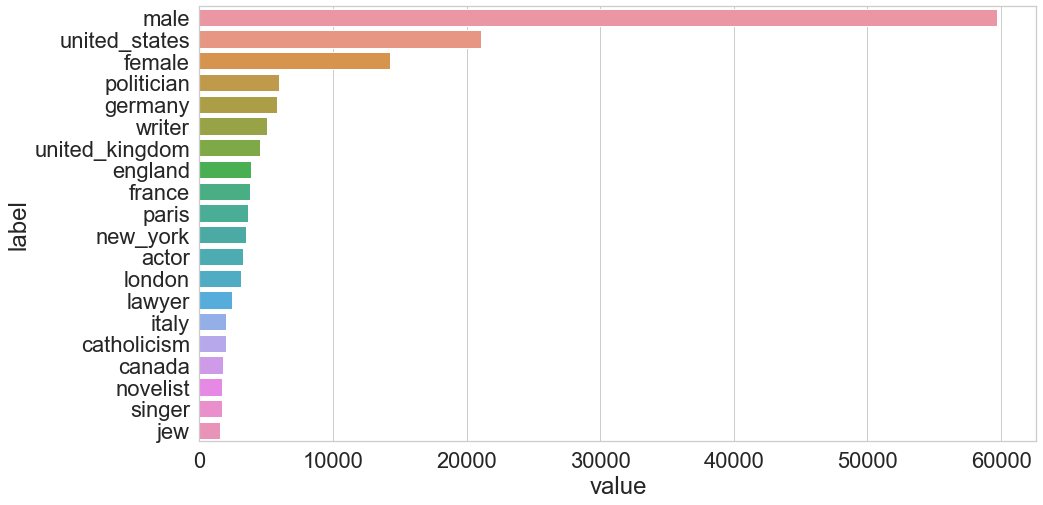 male
united_states
female
politician
germany
writer
united_kingdom
england
france
paris
new_york
actor
london
lawyer
italy
catholicism
canada
novelist
singer
jew
label
0 10000 20000 30000 40000 50000 60000
value